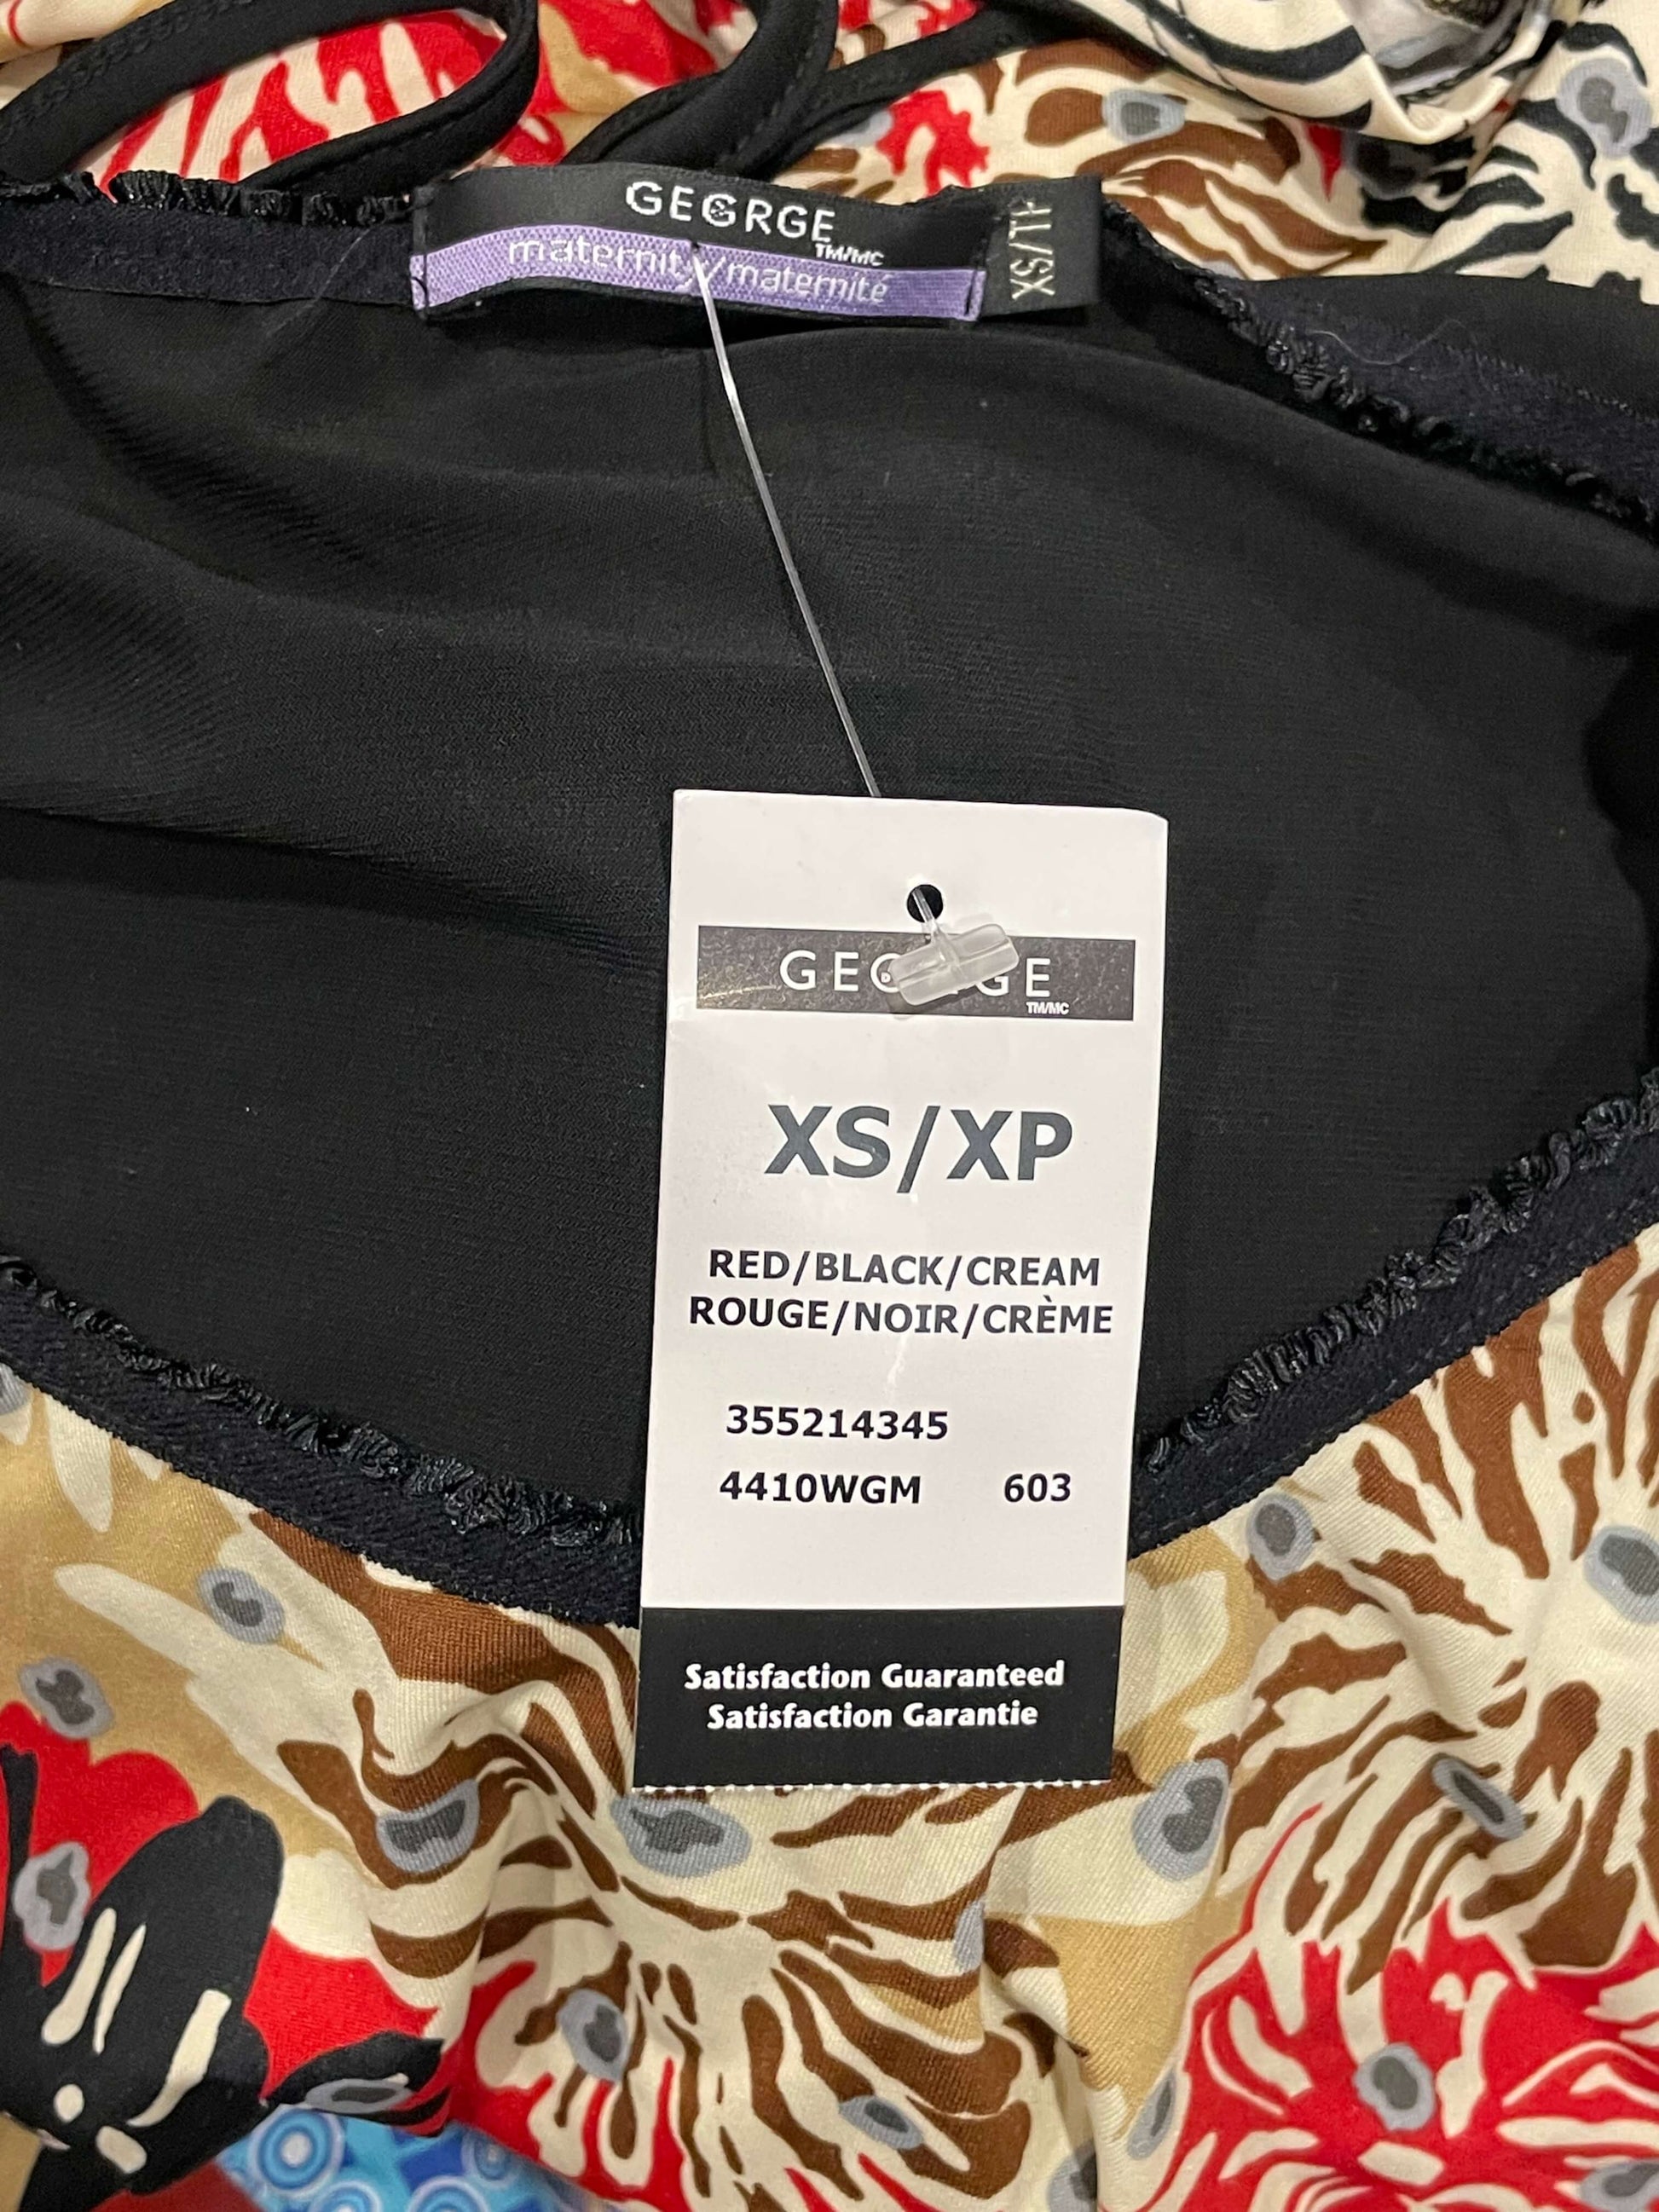 GEORGE
TM/MC
maternity/maternité
XS/TP
GEORGE
TM/MC
XS/XP
RED/BLACK/CREAM
ROUGE/NOIR/CRÈME
355214345
4410WGM 603
Satisfaction Guaranteed
Satisfaction Garantie